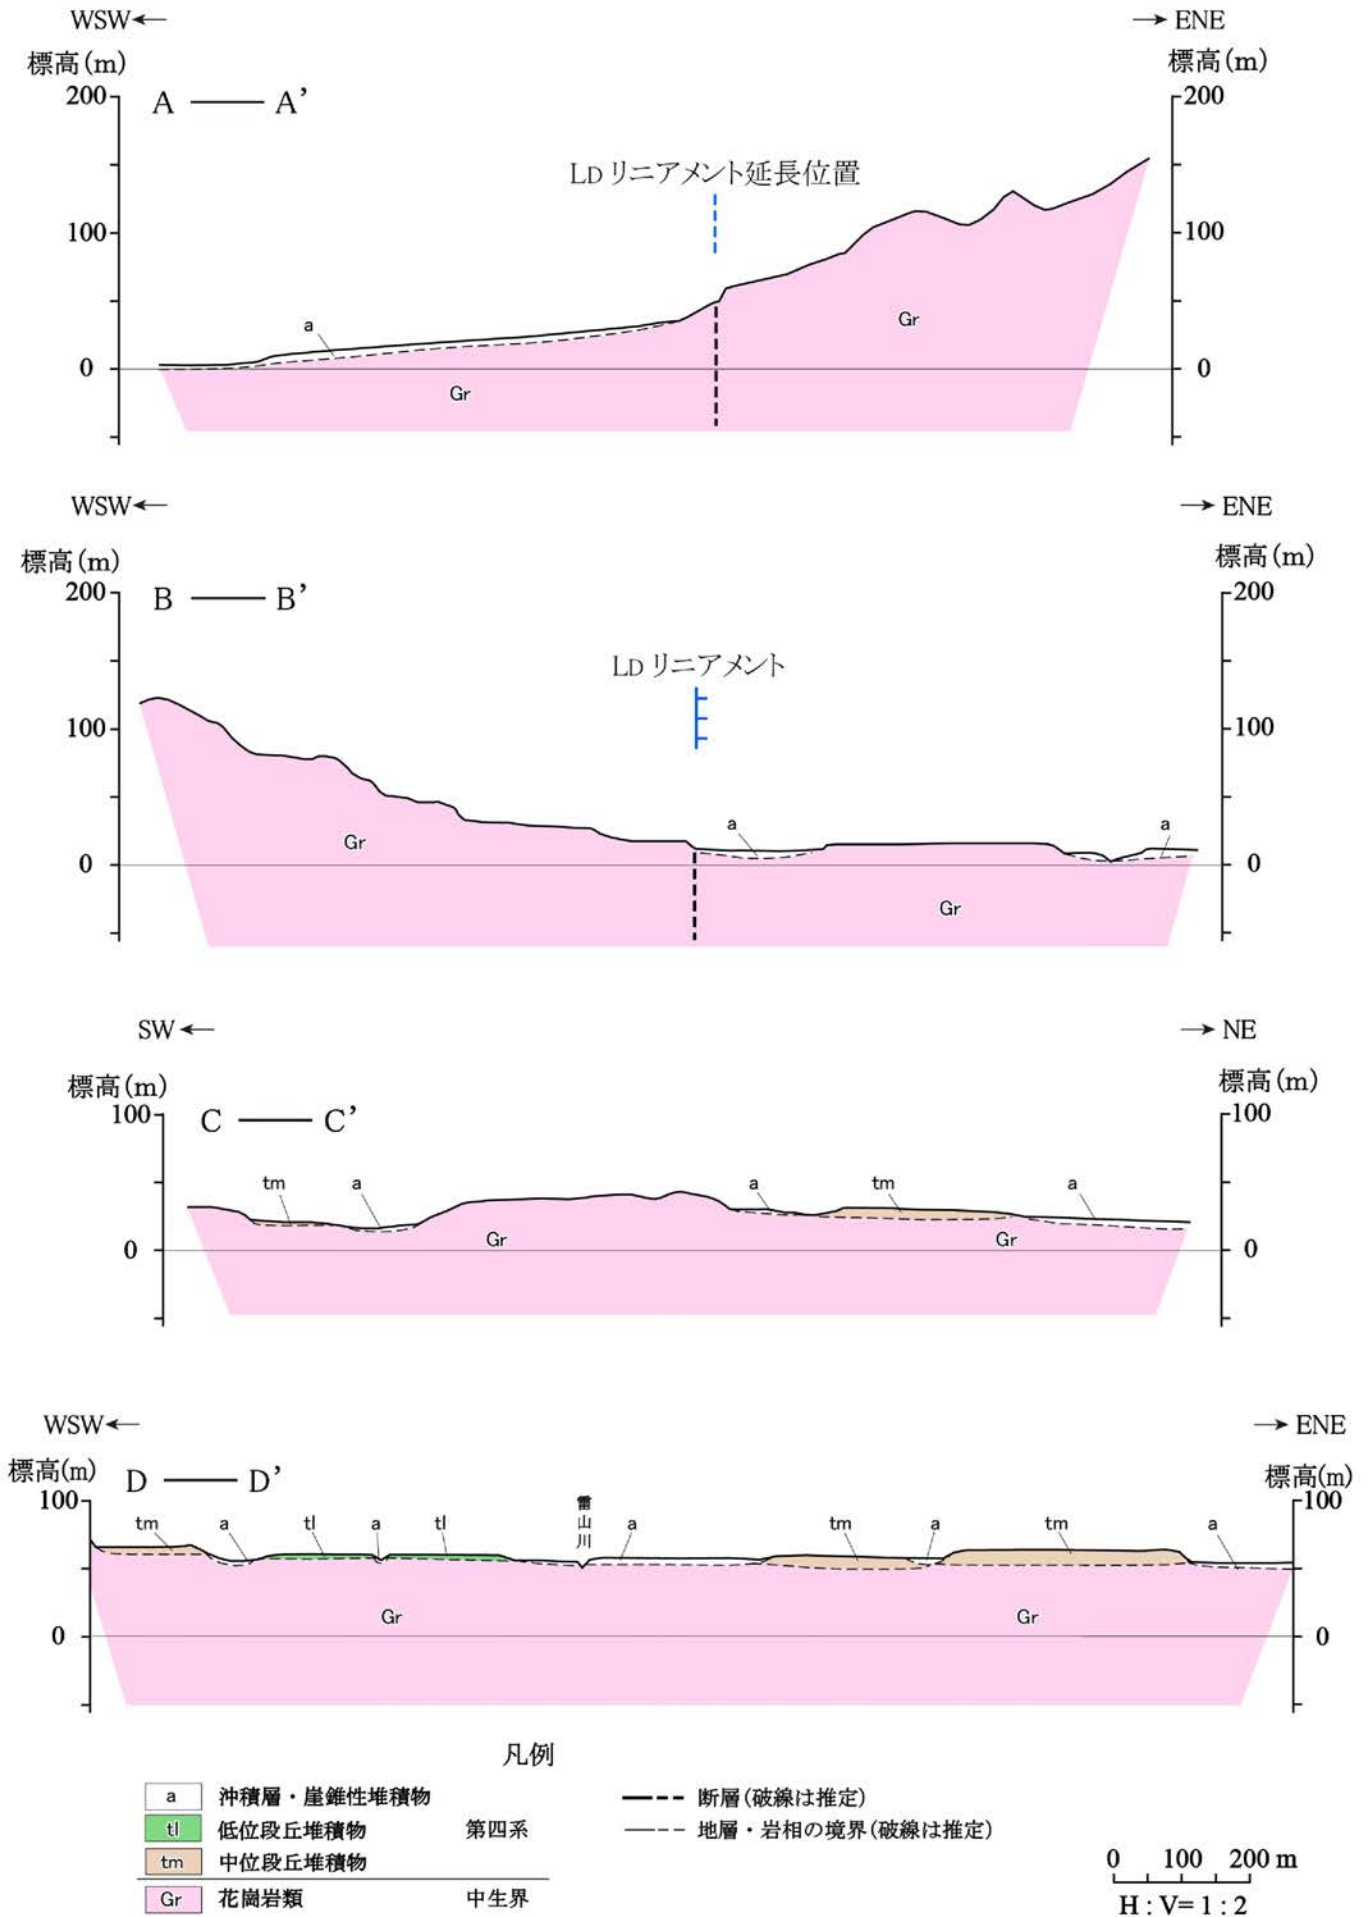 WSW← →ENE
標高(m) 標高(m)
200 A —— A’ 200
LD リニアメント延長位置
100 100
a Gr
0 0
Gr
WSW← →ENE
標高(m) 標高(m)
200 B —— B’ 200
LD リニアメント
100 100
Gr a a
0 0
Gr
SW← →NE
標高(m) 標高(m)
100 C —— C’ 100
tm a a tm a
Gr Gr
0 0
WSW← →ENE
標高(m) D —— D’ 標高(m)
100 100
tm a tl a tl 雷山川 a tm a tm a
Gr Gr
0 0
凡例
a 沖積層・崖錐性堆積物
tl 低位段丘堆積物 第四系
tm 中位段丘堆積物
Gr 花崗岩類 中生界
断層(破線は推定)
地層・岩相の境界(破線は推定)
0 100 200 m
H : V= 1 : 2